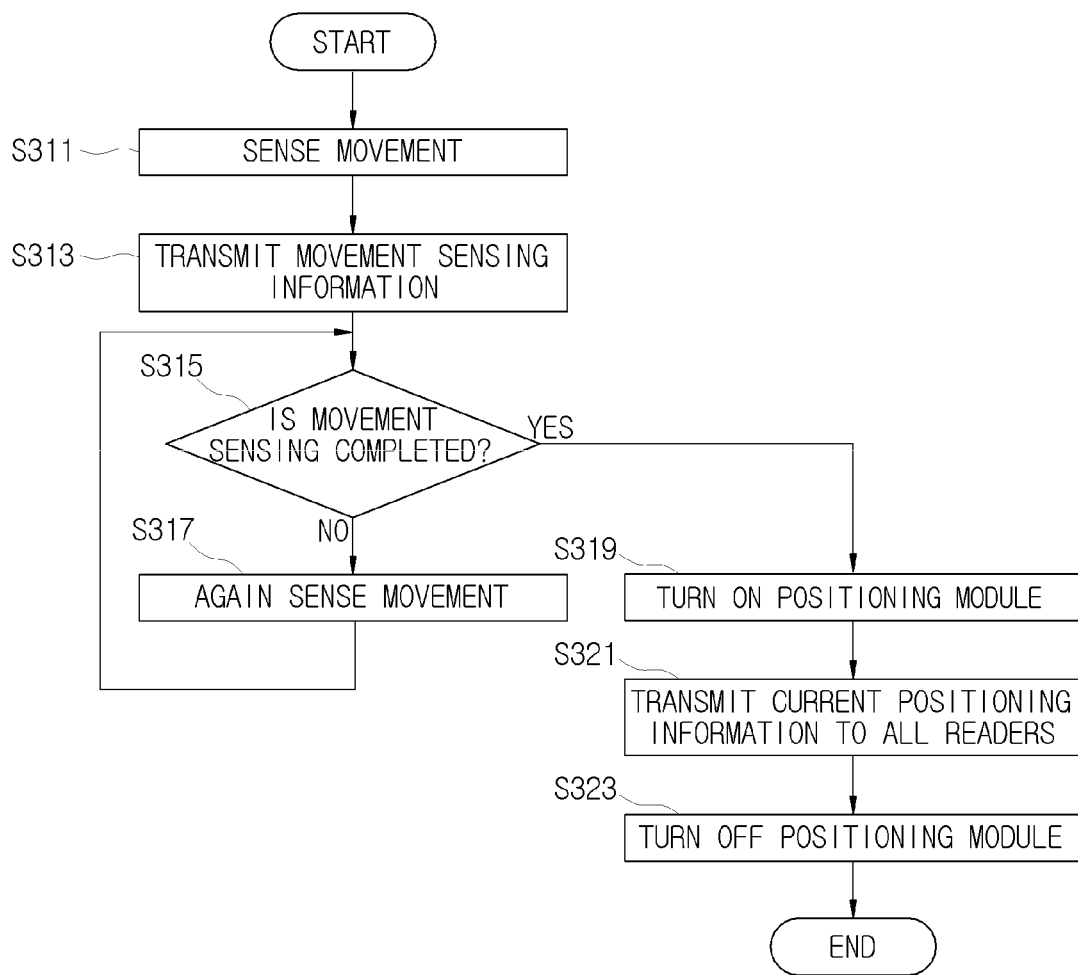 START
S311
SENSE MOVEMENT
S313
TRANSMIT MOVEMENT SENSING
INFORMATION
S315
IS MOVEMENT
SENSING COMPLETED?
YES
NO
S317
AGAIN SENSE MOVEMENT
S319
TURN ON POSITIONING MODULE
S321
TRANSMIT CURRENT POSITIONING
INFORMATION TO ALL READERS
S323
TURN OFF POSITIONING MODULE
END